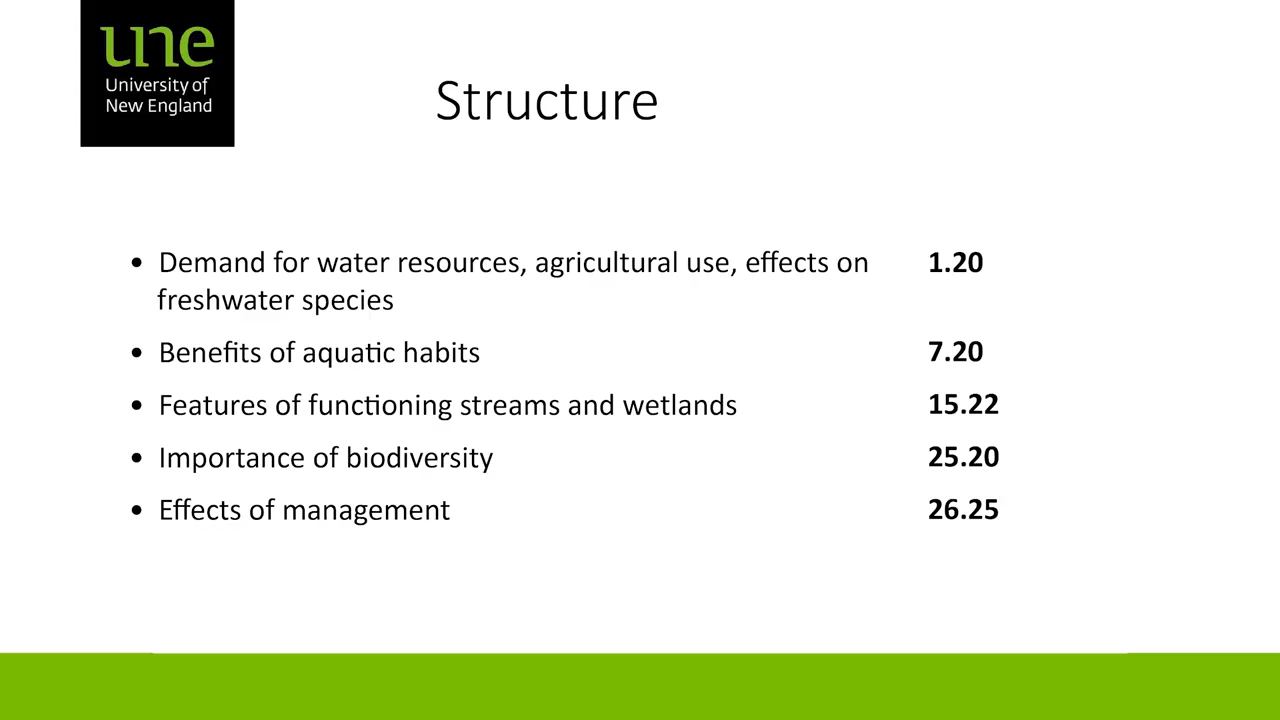 une
University of
New England
Structure
• Demand for water resources, agricultural use, effects on 1.20
freshwater species
• Benefits of aquatic habits 7.20
• Features of functioning streams and wetlands 15.22
• Importance of biodiversity 25.20
• Effects of management 26.25